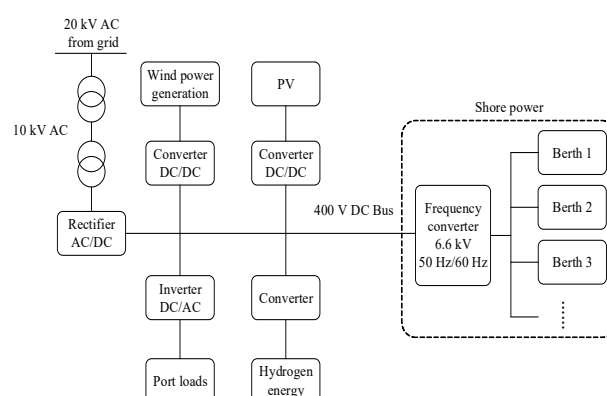 20 kV AC
from grid
Wind power
generation
PV
Shore power
10 kV AC
Converter
DC/DC
Converter
DC/DC
Berth 1
Rectifier
AC/DC
400 V DC Bus
Frequency
converter
6.6 kV
50 Hz/60 Hz
Berth 2
Berth 3
Inverter
DC/AC
Converter
Port loads
Hydrogen
energy